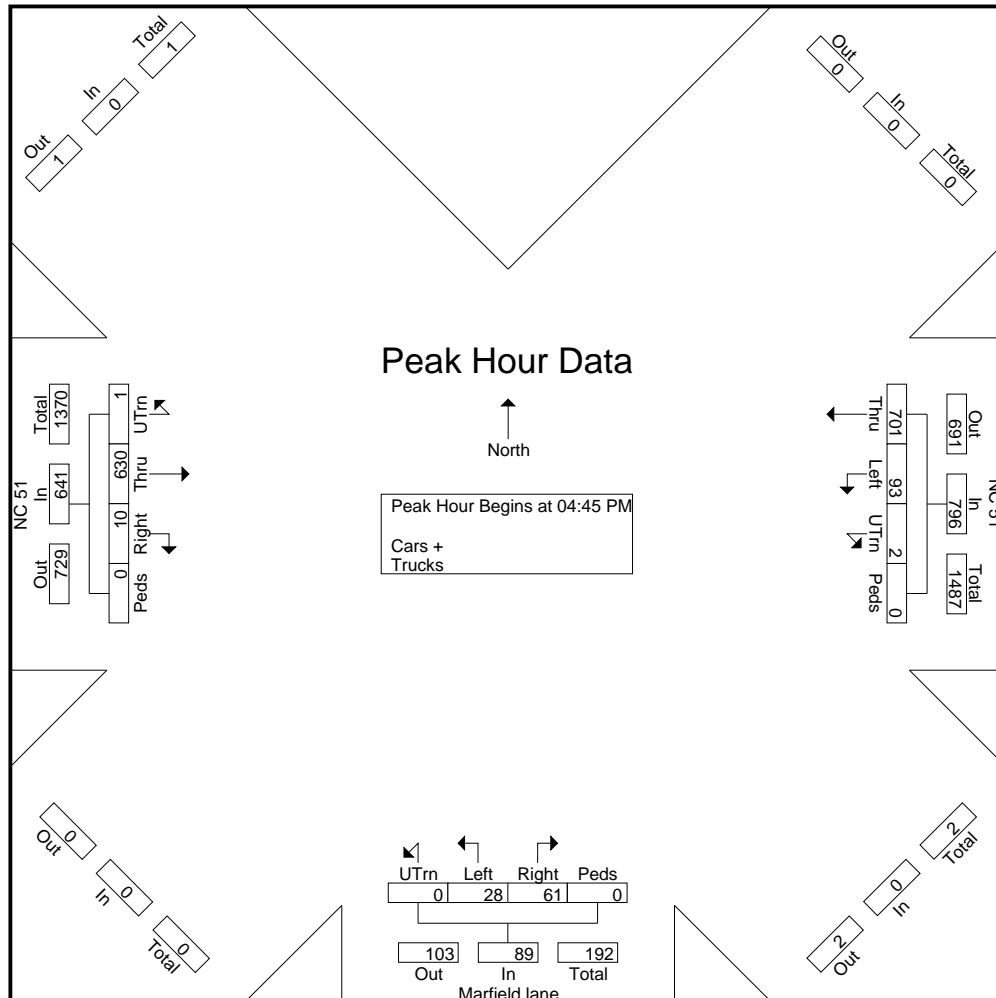 Total
1
In
0
Out
1
Out
0
In
0
Total
0
Peak Hour Data
North
Peak Hour Begins at 04:45 PM
Cars +
Trucks
NC 51
Total
1370
In
641
Out
729
1
UTrn
630
Thru
10
Right
0
Peds
Thru
701
Left
93
UTrn
2
Peds
0
Out
691
In
796
Total
1487
NC 51
Out
0
In
0
Total
0
UTrn Left Right Peds
0 28 61 0
103 89 192
Out In Total
Marfield lane
2
Total
0
In
2
Out